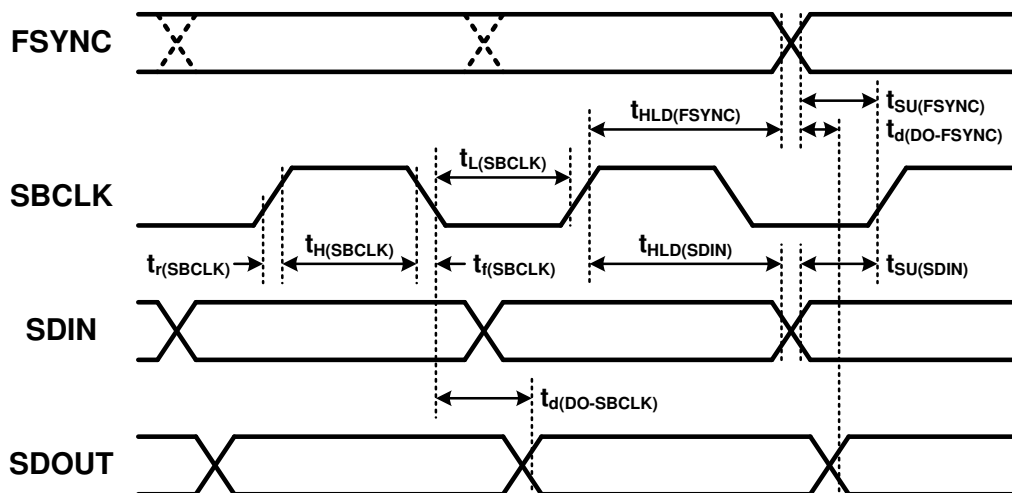 FSYNC
tSU(FSYNC)
tHLD(FSYNC)
td(DO-FSYNC)
tL(SBCLK)
SBCLK
tr(SBCLK)
tH(SBCLK)
tf(SBCLK)
tHLD(SDIN)
tSU(SDIN)
SDIN
td(DO-SBCLK)
SDOUT